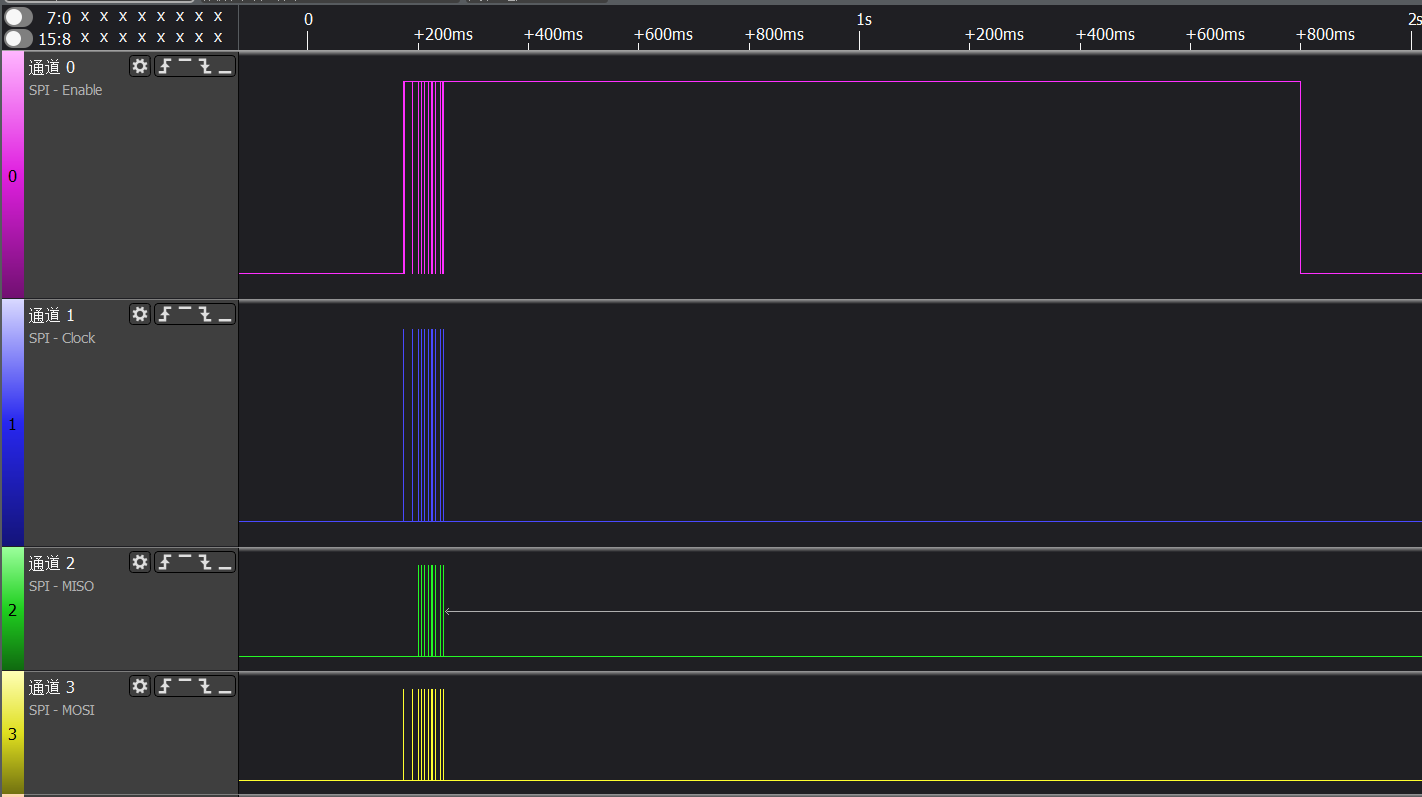 7:0 X X X X X X X X
15:8 X X X X X X X X
0 1s 2s
+200ms +400ms +600ms +800ms +200ms +400ms +600ms +800ms
通道 0
SPI - Enable
0
通道 1
SPI - Clock
1
通道 2
SPI - MISO
2
通道 3
SPI - MOSI
3